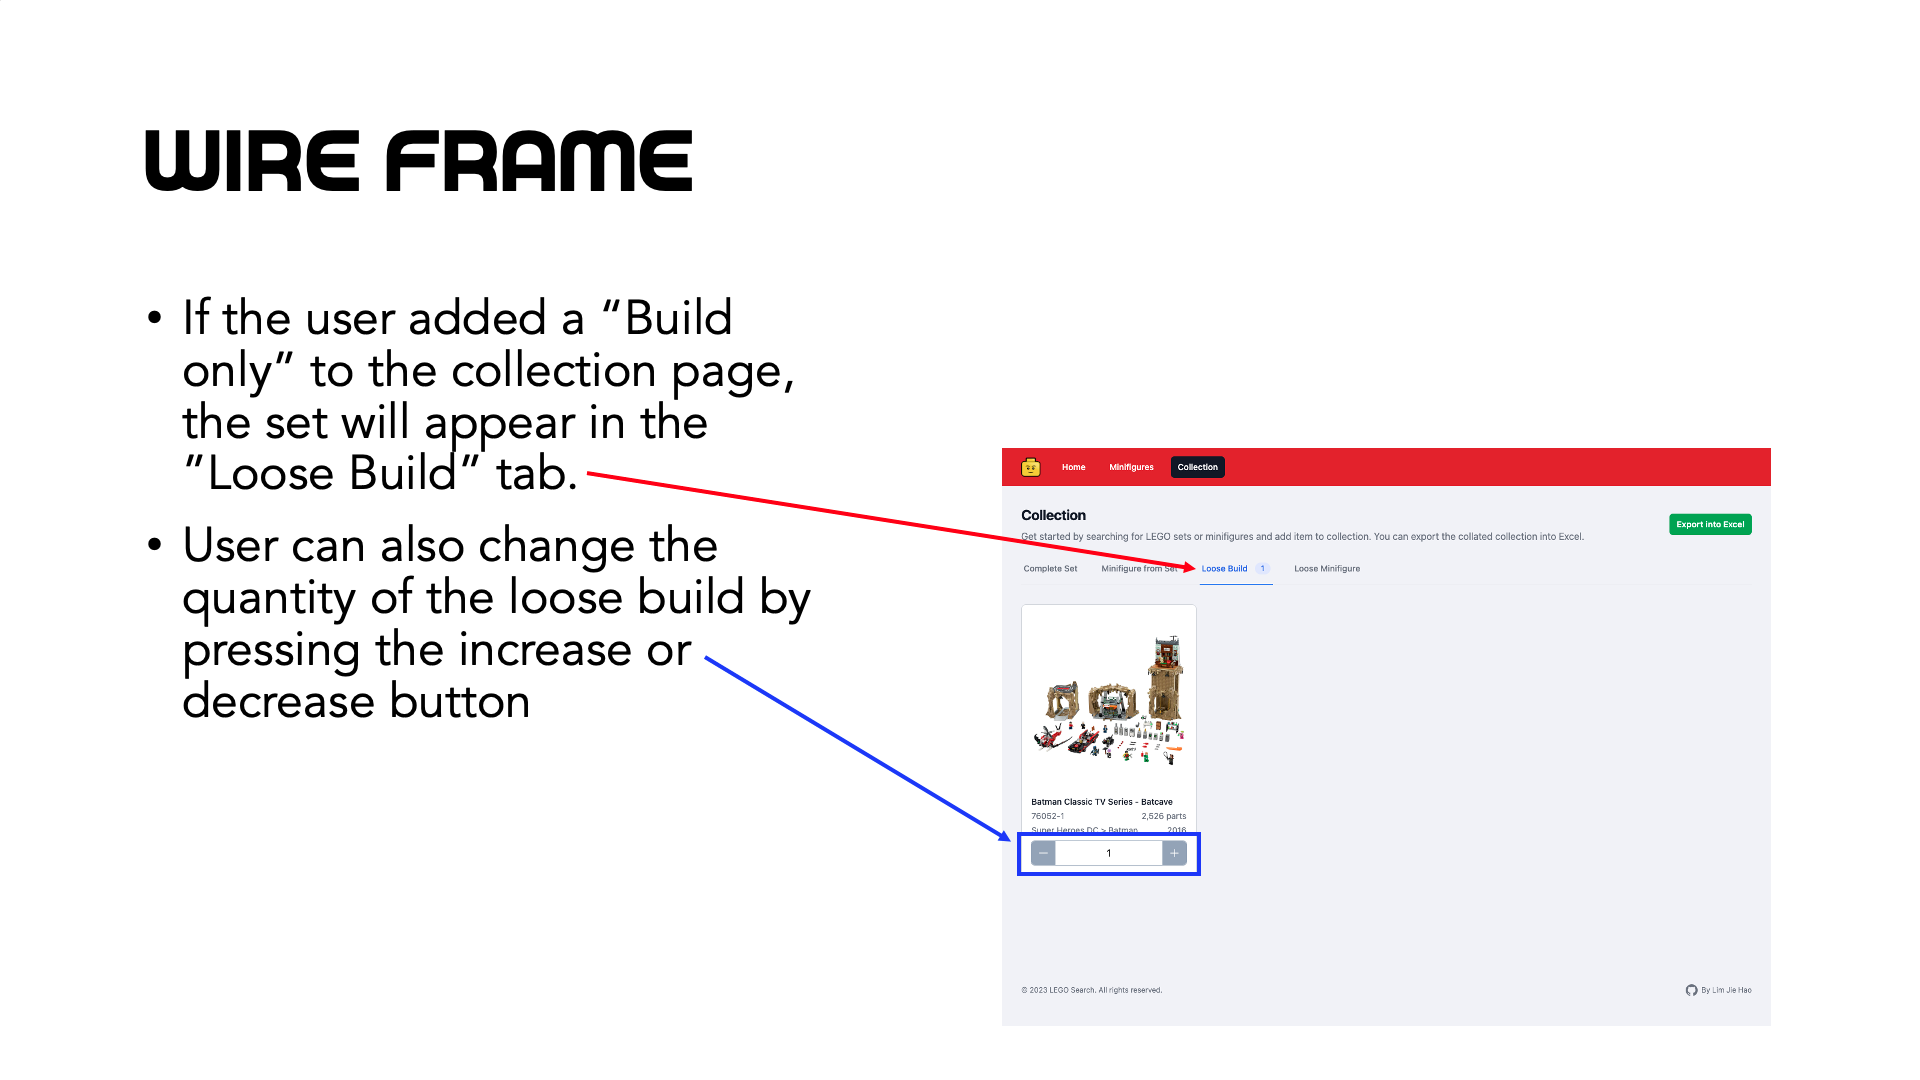 WIRE FRAME
• If the user added a “Build
only” to the collection page,
the set will appear in the
”Loose Build” tab.
• User can also change the
quantity of the loose build by
pressing the increase or
decrease button
Home Minifigures Collection
Collection
Export into Excel
Get started by searching for LEGO sets or minifigures and add item to collection. You can export the collated collection into Excel.
Complete Set Minifigure from Set Loose Build 1 Loose Minifigure
Batman Classic TV Series - Batcave
76052-1 2,526 parts
Super Heroes DC > Batman 2016
− 1 +
© 2023 LEGO Search. All rights reserved.
By Lim Jie Hao